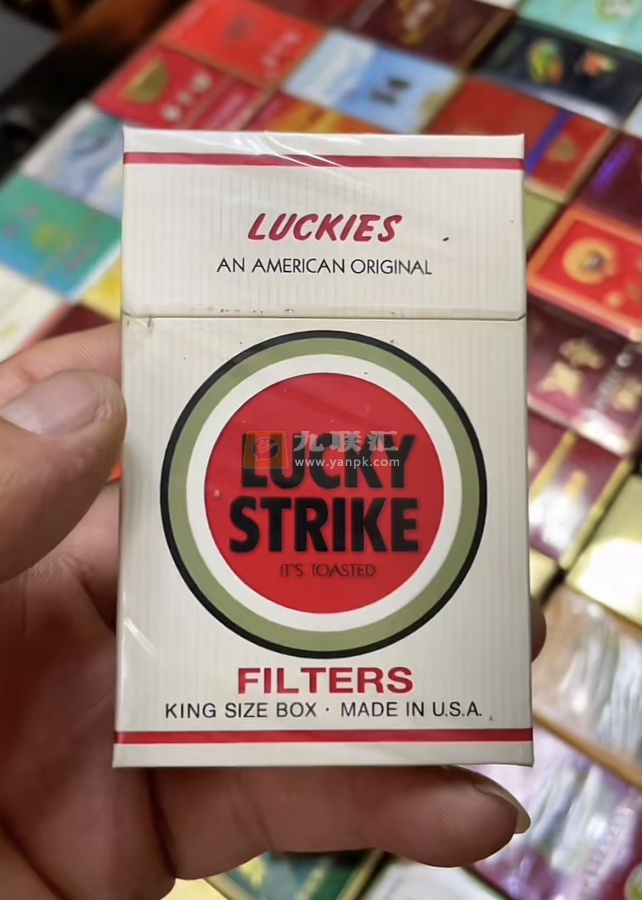 LUCKIES
AN AMERICAN ORIGINAL
九联汇
www.yanpk.com
LUCKY
STRIKE
IT'S TOASTED
FILTERS
KING SIZE BOX · MADE IN U.S.A.